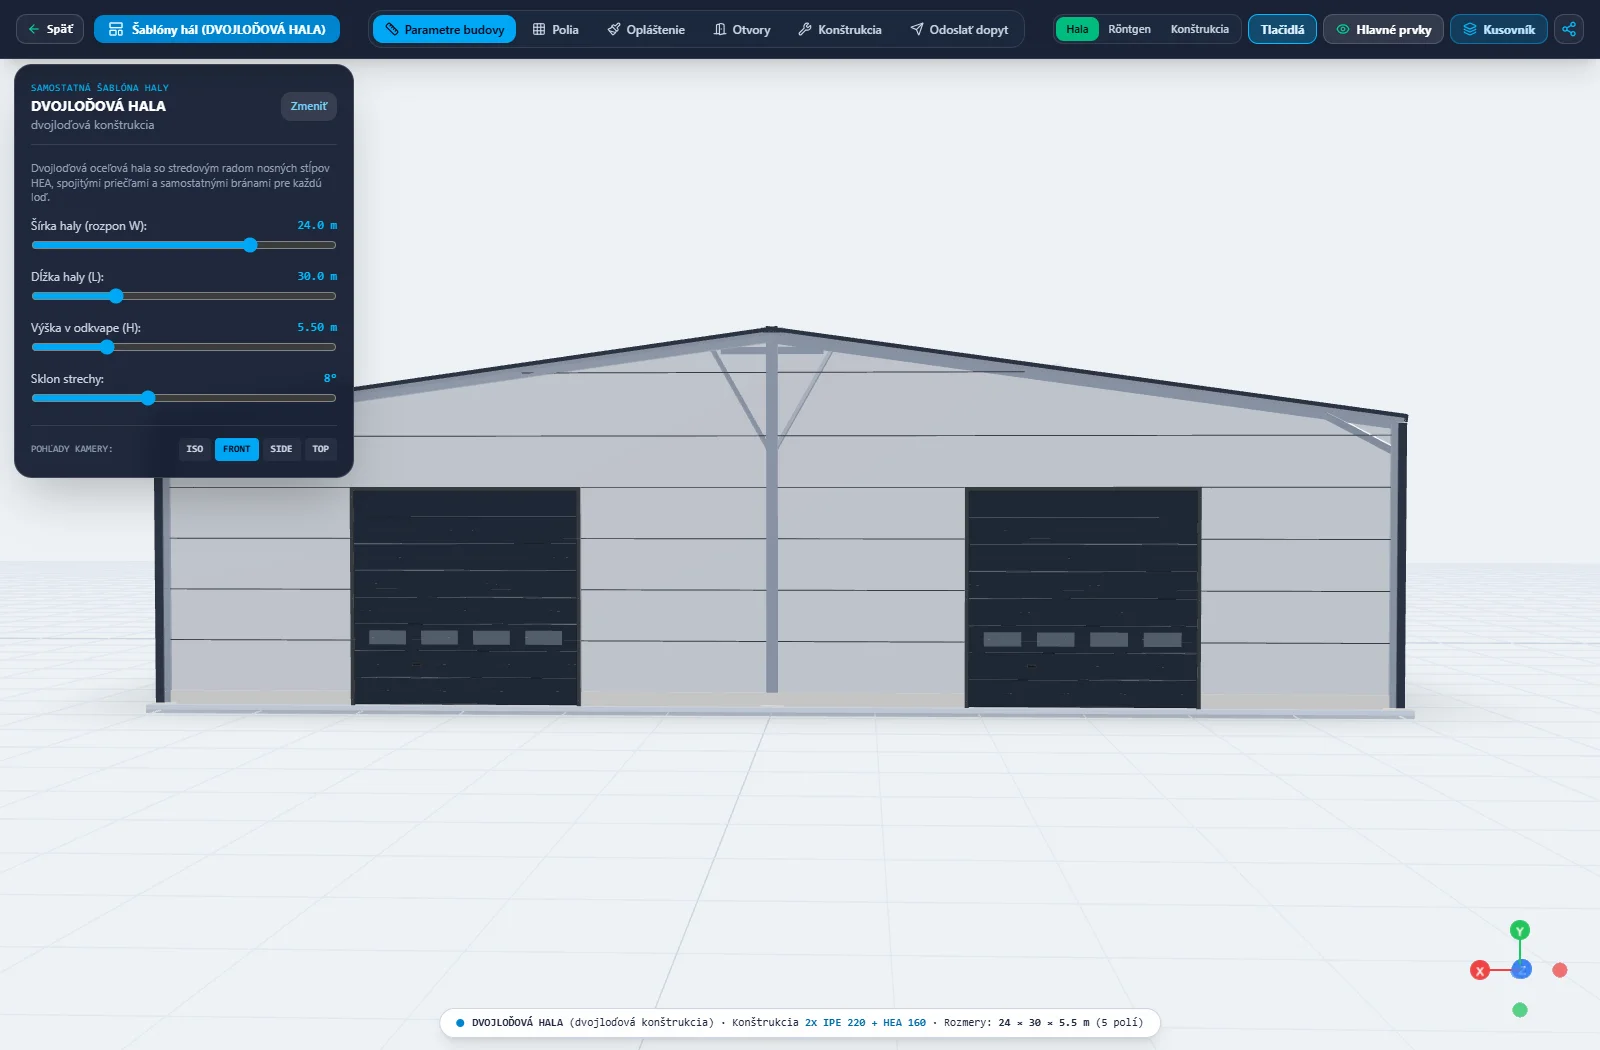 Späť
Šablóny hál (DVOJLOĎOVÁ HALA)
Parametre budovy
Polia
Opláštenie
Otvory
Konštrukcia
Odoslať dopyt
Hala
Röntgen
Konštrukcia
Tlačidlá
Hlavné prvky
Kusovník
SAMOSTATNÁ ŠABLÓNA HALY
DVOJLOĎOVÁ HALA
dvojloďová konštrukcia
Zmeniť
Dvojloďová oceľová hala so stredovým radom nosných stĺpov
HEA, spojitými priečľami a samostatnými bránami pre každú
loď.
Šírka haly (rozpon W): 24.0 m
Dĺžka haly (L): 30.0 m
Výška v odkvape (H): 5.50 m
Sklon strechy: 8°
POHĽADY KAMERY: ISO FRONT SIDE TOP
Y
X
Z
DVOJLOĎOVÁ HALA (dvojloďová konštrukcia) · Konštrukcia 2X IPE 220 + HEA 160 · Rozmery: 24 × 30 × 5.5 m (5 polí)